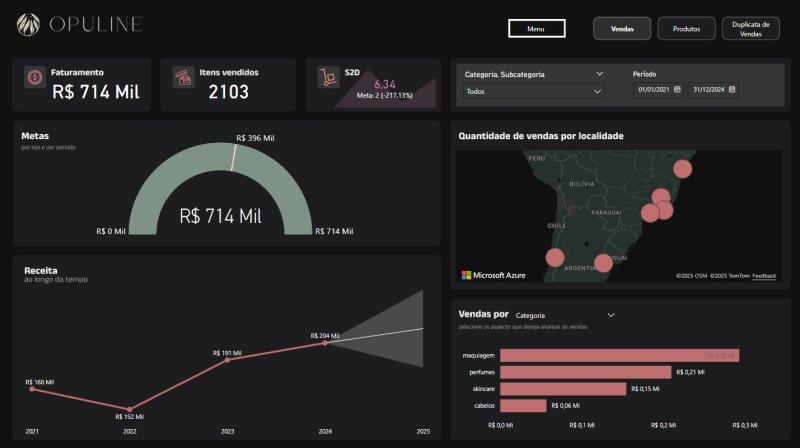 OPULINE
Menu
Vendas
Produtos
Duplicata de
Vendas
Faturamento
R$ 714 Mil
Itens vendidos
2103
S2D
6,34
Meta: 2 (-217.13%)
Categoria, Subcategoria
Todos
Período
01/01/2021
31/12/2024
Metas
por loja e por período
R$ 396 Mil
R$ 714 Mil
R$ 0 Mil
R$ 714 Mil
Quantidade de vendas por localidade
PERU
BOLÍVIA
PARAGUAI
CHILE
ARGENTIN
UGUAI
Microsoft Azure
©2025 OSM ©2025 TomTom Feedback
Receita
ao longo do tempo
R$ 168 Mil
R$ 152 Mil
R$ 191 Mil
R$ 204 Mil
2021
2022
2023
2024
2025
Vendas por
Categoria
selecione os aspecto que deseja analisar as vendas
maquiagem
R$ 0,29 Mi
perfumes
R$ 0,21 Mi
skincare
R$ 0,15 Mi
cabelos
R$ 0,06 Mi
R$ 0,0 Mi
R$ 0,1 Mi
R$ 0,2 Mi
R$ 0,3 Mi